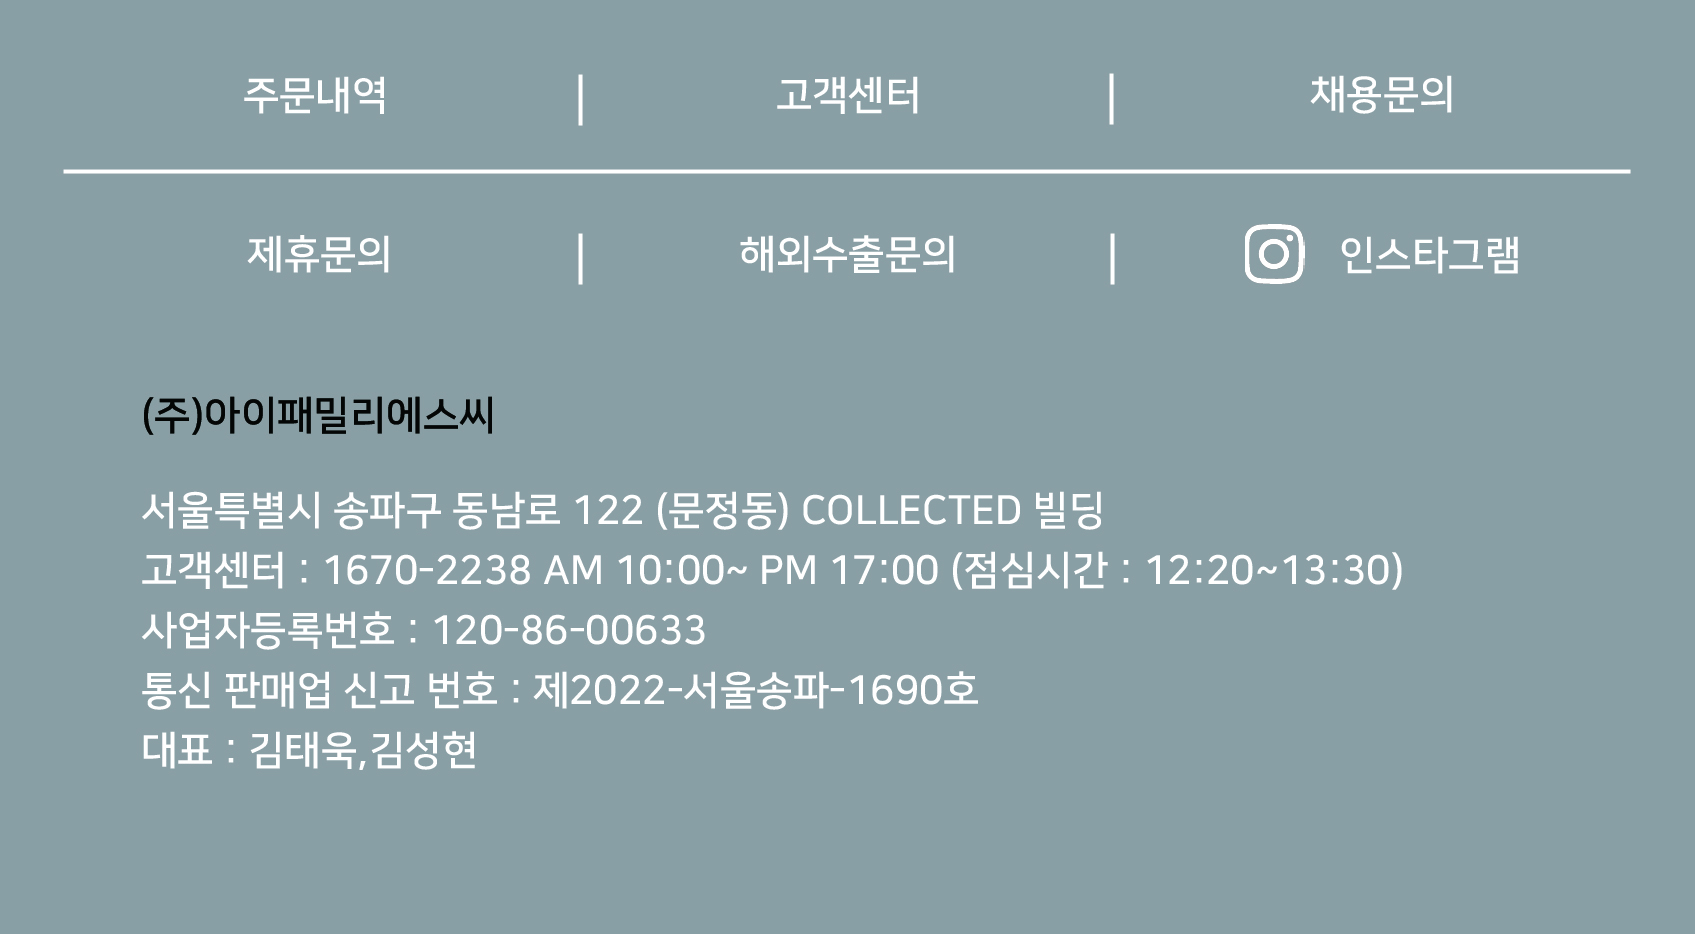 주문내역 | 고객센터 | 채용문의
제휴문의 | 해외수출문의 | 인스타그램
(주)아이패밀리에스씨
서울특별시 송파구 동남로 122 (문정동) COLLECTED 빌딩
고객센터 : 1670-2238 AM 10:00~ PM 17:00 (점심시간 : 12:20~13:30)
사업자등록번호 : 120-86-00633
통신 판매업 신고 번호 : 제2022-서울송파-1690호
대표 : 김태욱,김성현